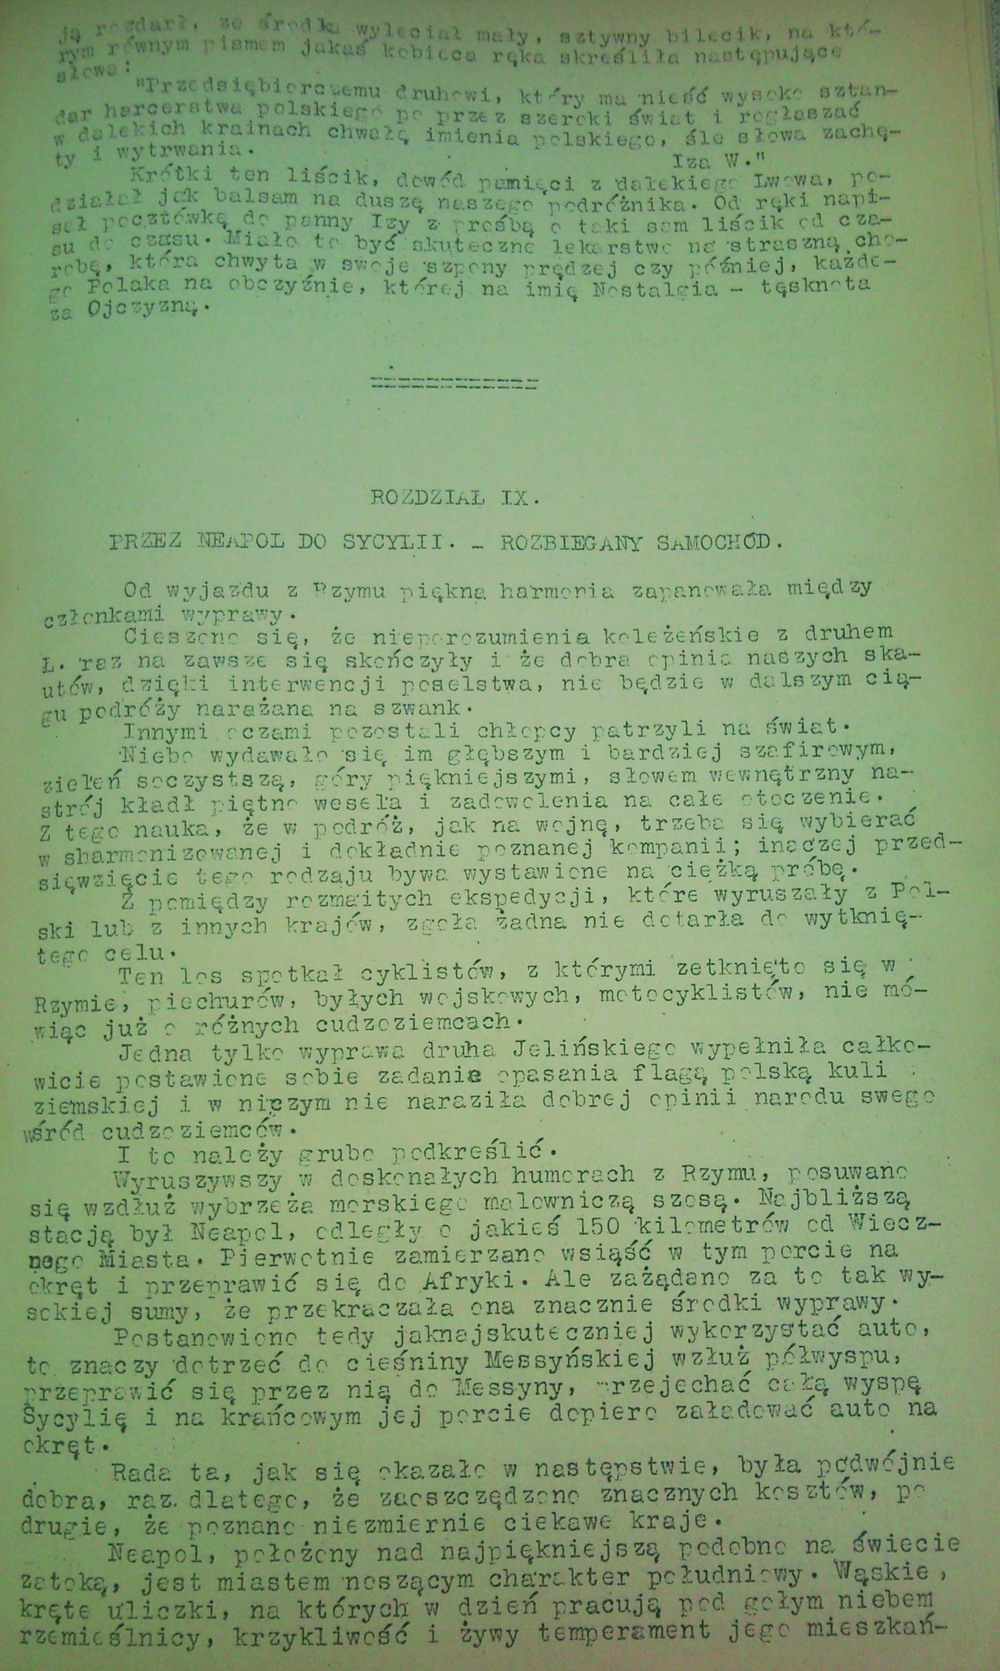 ją rozdarł, ze środka wyleciał mały, sztywny bilecik, na któ-
rym równym pismem jakaś kobieca ręka skreśliła następujące
słowa:
"Przedsiębiorczemu druhowi, który ma nieść wysoko sztan-
dar harcerstwa polskiego po przez szeroki świat i rozgłaszać
w dalekich krainach chwałę imienia polskiego, śle słowa zachę-
ty i wytrwania.
Iza W."
Krótki ten liścik, dowód pamięci z dalekiego Lwowa, po-
działał jak balsam na duszę naszego podróżnika. Od ręki napi-
sał pocztówkę do panny Izy z prośbą o taki sam liścik od cza-
su do czasu. Miało to być skuteczne lekarstwo na straszną cho-
robę, która chwyta w swoje szpony prędzej czy później, każde-
go Polaka na obczyźnie, której na imię Nostalgia - tęsknota
za Ojczyzną.
===============
ROZDZIAŁ IX.
PRZEZ NEAPOL DO SYCYLII. - ROZBIEGANY SAMOCHÓD.
Od wyjazdu z Rzymu piękna harmonia zapanowała między
członkami wyprawy.
Cieszono się, że nieporozumienia koleżeńskie z druhem
Ł. raz na zawsze się skończyły i że dobra opinia naszych ska-
utów, dzięki interwencji poselstwa, nie będzie w dalszym cią-
gu podróży narażana na szwank.
Innymi oczami pozostali chłopcy patrzyli na świat.
Niebo wydawało się im głębszym i bardziej szafirowym,
zieleń soczystszą, góry piękniejszymi, słowem wewnętrzny na-
strój kładł piętno wesela i zadowolenia na całe otoczenie.
Z tego nauka, że w podróż, jak na wojnę, trzeba się wybierać
w sharmonizowanej i dokładnie poznanej kompanii; inaczej przed-
sięwzięcie tego rodzaju bywa wystawione na ciężką próbę.
Z pomiędzy rozmaitych ekspedycji, które wyruszały z Pol-
ski lub z innych krajów, zgoła żadna nie dotarła do wytknię-
tego celu.
Ten los spotkał cyklistów, z którymi zetknięto się w
Rzymie, piechurów, byłych wojskowych, motocyklistów, nie mó-
wiąc już o różnych cudzoziemcach.
Jedna tylko wyprawa druha Jelińskiego wypełniła całko-
wicie postawione sobie zadanie opasania flagą polską kuli
ziemskiej i w niczym nie naraziła dobrej opinii narodu swego
wśród cudzoziemców.
I to należy grubo podkreślić.
Wyruszywszy w doskonałych humorach z Rzymu, posuwano
się wzdłuż wybrzeża morskiego malowniczą szosą. Najbliższą
stacją był Neapol, odległy o jakieś 150 kilometrów od Wiecz-
nego Miasta. Pierwotnie zamierzano wsiąść w tym porcie na
okręt i przeprawić się do Afryki. Ale zażądano za to tak wy-
sokiej sumy, że przekraczała ona znacznie środki wyprawy.
Postanowiono tedy jaknajskuteczniej wykorzystać auto,
to znaczy dotrzeć do cieśniny Messyńskiej wzłuż półwyspu,
przeprawić się przez nią do Messyny, przejechać całą wyspę
Sycylię i na krańcowym jej porcie dopiero załadować auto na
okręt.
Rada ta, jak się okazało w następstwie, była podwójnie
dobra, raz. dlatego, że zaoszczędzono znacznych kosztów, po
drugie, że poznano niezmiernie ciekawe kraje.
Neapol, położony nad najpiękniejszą podobno na świecie
zatoką, jest miastem noszącym charakter południowy. Wąskie,
kręte uliczki, na których w dzień pracują pod gołym niebem
rzemieślnicy, krzykliwość i żywy temperament jego mieszkań-